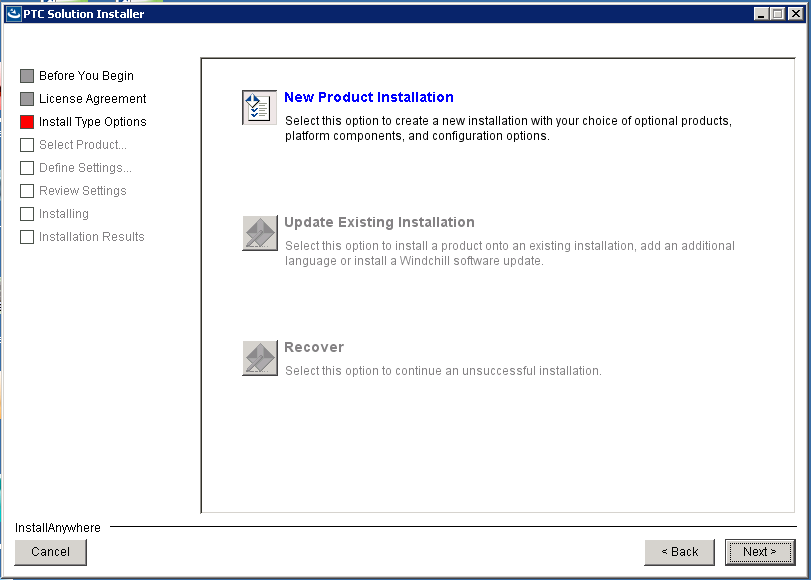 PTC Solution Installer
Before You Begin
License Agreement
Install Type Options
Select Product...
Define Settings...
Review Settings
Installing
Installation Results
New Product Installation
Select this option to create a new installation with your choice of optional products,
platform components, and configuration options.
Update Existing Installation
Select this option to install a product onto an existing installation, add an additional
language or install a Windchill software update.
Recover
Select this option to continue an unsuccessful installation.
InstallAnywhere
Cancel
< Back
Next >